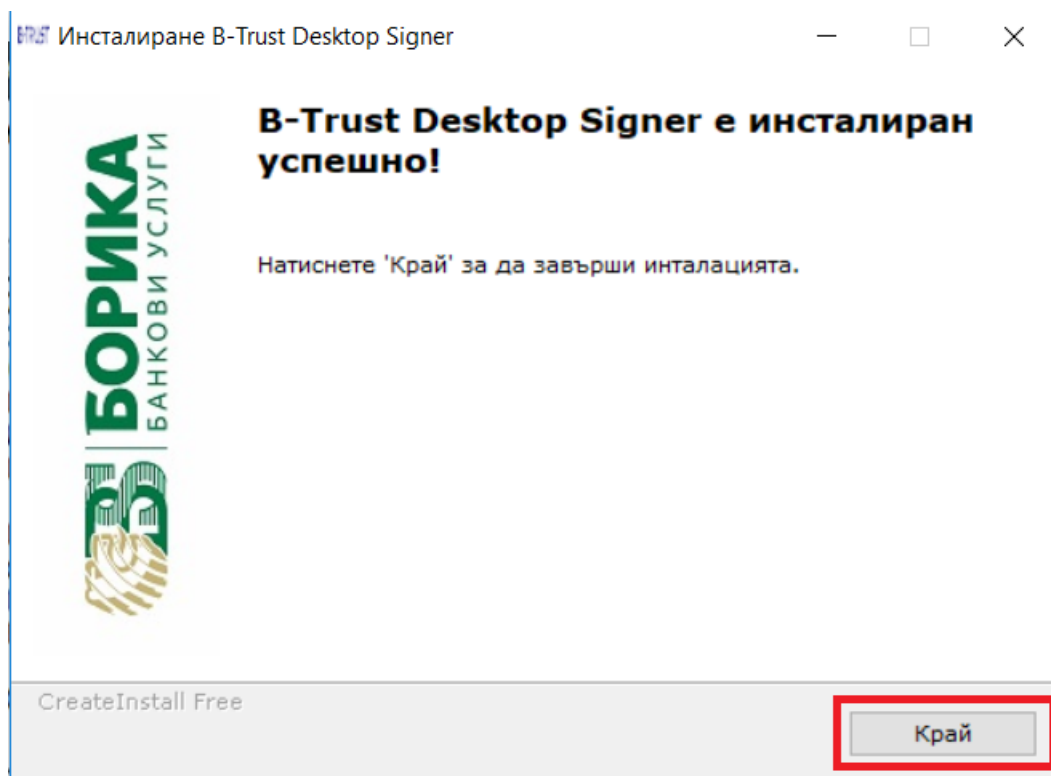 B-TRUST Инсталиране B-Trust Desktop Signer
B-Trust Desktop Signer е инсталиран
успешно!
Натиснете 'Край' за да завърши инталацията.
БОРИКА
БАНКОВИ УСЛУГИ
CreateInstall Free
Край